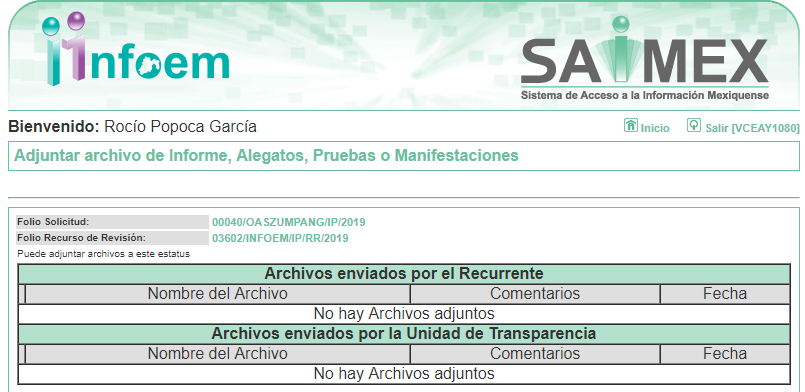 infoem
SAIMEX
Sistema de Acceso a la Información Mexiquense
Bienvenido: Rocío Popoca García
Inicio Salir [VCEAY1080]
Adjuntar archivo de Informe, Alegatos, Pruebas o Manifestaciones
Folio Solicitud: 00040/OASZUMPANG/IP/2019
Folio Recurso de Revisión: 03602/INFOEM/IP/RR/2019
Puede adjuntar archivos a este estatus
Archivos enviados por el Recurrente
Nombre del Archivo Comentarios Fecha
No hay Archivos adjuntos
Archivos enviados por la Unidad de Transparencia
Nombre del Archivo Comentarios Fecha
No hay Archivos adjuntos